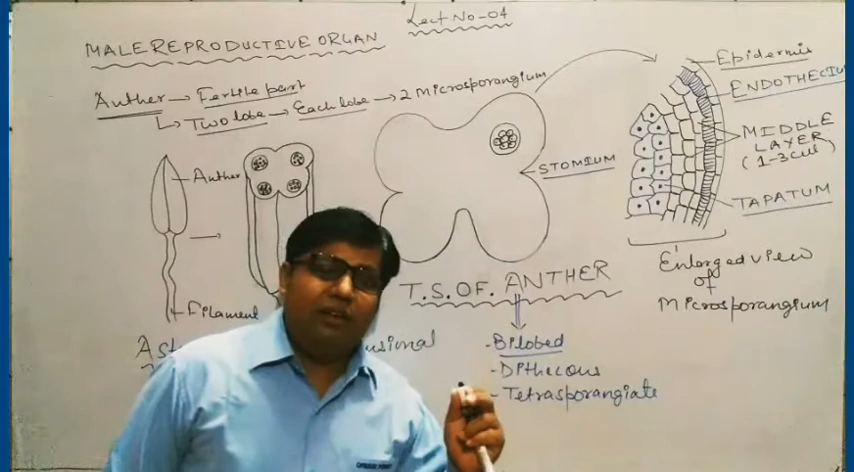 Lect No-04
MALE REPRODUCTIVE ORGAN
Anther → Fertile part
↳ Two lobe → Each lobe → 2 Microsporangium
Anther
Filament
STOMIUM
T.S. OF. ANTHER
- Bilobed
- Dithecous
- Tetrasporangiate
Epidermis
ENDOTHECIUM
MIDDLE
LAYER
(1-3 cell)
TAPATUM
Enlarged view
of
Microsporangium